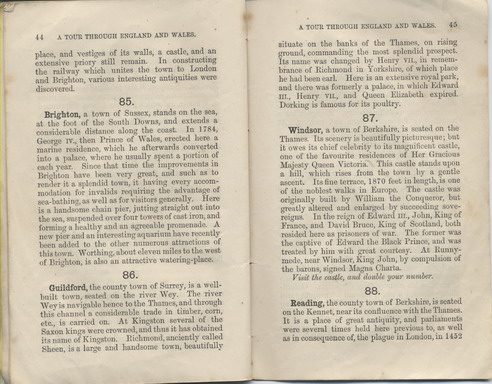 44 A TOUR THROUGH ENGLAND AND WALES.
place, and vestiges of its walls, a castle, and an
extensive priory still remain. In constructing
the railway which unites the town to London
and Brighton, various interesting antiquities were
discovered.
85.
Brighton, a town of Sussex, stands on the sea,
at the foot of the South Downs, and extends a
considerable distance along the coast. In 1784,
George IV., then Prince of Wales, erected here a
marine residence, which he afterwards converted
into a palace, where he usually spent a portion of
each year. Since that time the improvements in
Brighton have been very great, and such as to
render it a splendid town, it having every accom-
modation for invalids requiring the advantage of
sea-bathing, as well as for visitors generally. Here
is a handsome chain pier, jutting straight out into
the sea, suspended over four towers of cast iron, and
forming a healthy and an agreeable promenade. A
new pier and an interesting aquarium have recently
been added to the other numerous attractions of
this town. Worthing, about eleven miles to the west
of Brighton, is also an attractive watering-place.
86.
Guildford, the county town of Surrey, is a well-
built town, seated on the river Wey. The river
Wey is navigable hence to the Thames, and through
this channel a considerable trade in timber, corn,
etc., is carried on. At Kingston several of the
Saxon kings were crowned, and thus it has obtained
its name of Kingston. Richmond, anciently called
Sheen, is a large and handsome town, beautifully
A TOUR THROUGH ENGLAND AND WALES. 45
situate on the banks of the Thames, on rising
ground, commanding the most splendid prospect.
Its name was changed by Henry VII., in remem-
brance of Richmond in Yorkshire, of which place
he had been earl. Here is an extensive royal park,
and there was formerly a palace, in which Edward
III., Henry VII., and Queen Elizabeth expired.
Dorking is famous for its poultry.
87.
Windsor, a town of Berkshire, is seated on the
Thames. Its scenery is beautifully picturesque; but
it owes its chief celebrity to its magnificent castle,
one of the favourite residences of Her Gracious
Majesty Queen Victoria. This castle stands upon
a hill, which rises from the town by a gentle
ascent. Its fine terrace, 1870 feet in length, is one
of the noblest walks in Europe. The castle was
originally built by William the Conqueror, but
greatly altered and enlarged by succeeding sove-
reigns. In the reign of Edward III., John, King of
France, and David Bruce, King of Scotland, both
resided here as prisoners of war. The former was
the captive of Edward the Black Prince, and was
treated by him with great courtesy. At Runny-
mede, near Windsor, King John, by compulsion of
the barons, signed Magna Charta.
Visit the castle, and double your number.
88.
Reading, the county town of Berkshire, is seated
on the Kennet, near its confluence with the Thames.
It is a place of great antiquity, and parliaments
were several times held here previous to, as well
as in consequence of, the plague in London, in 1452